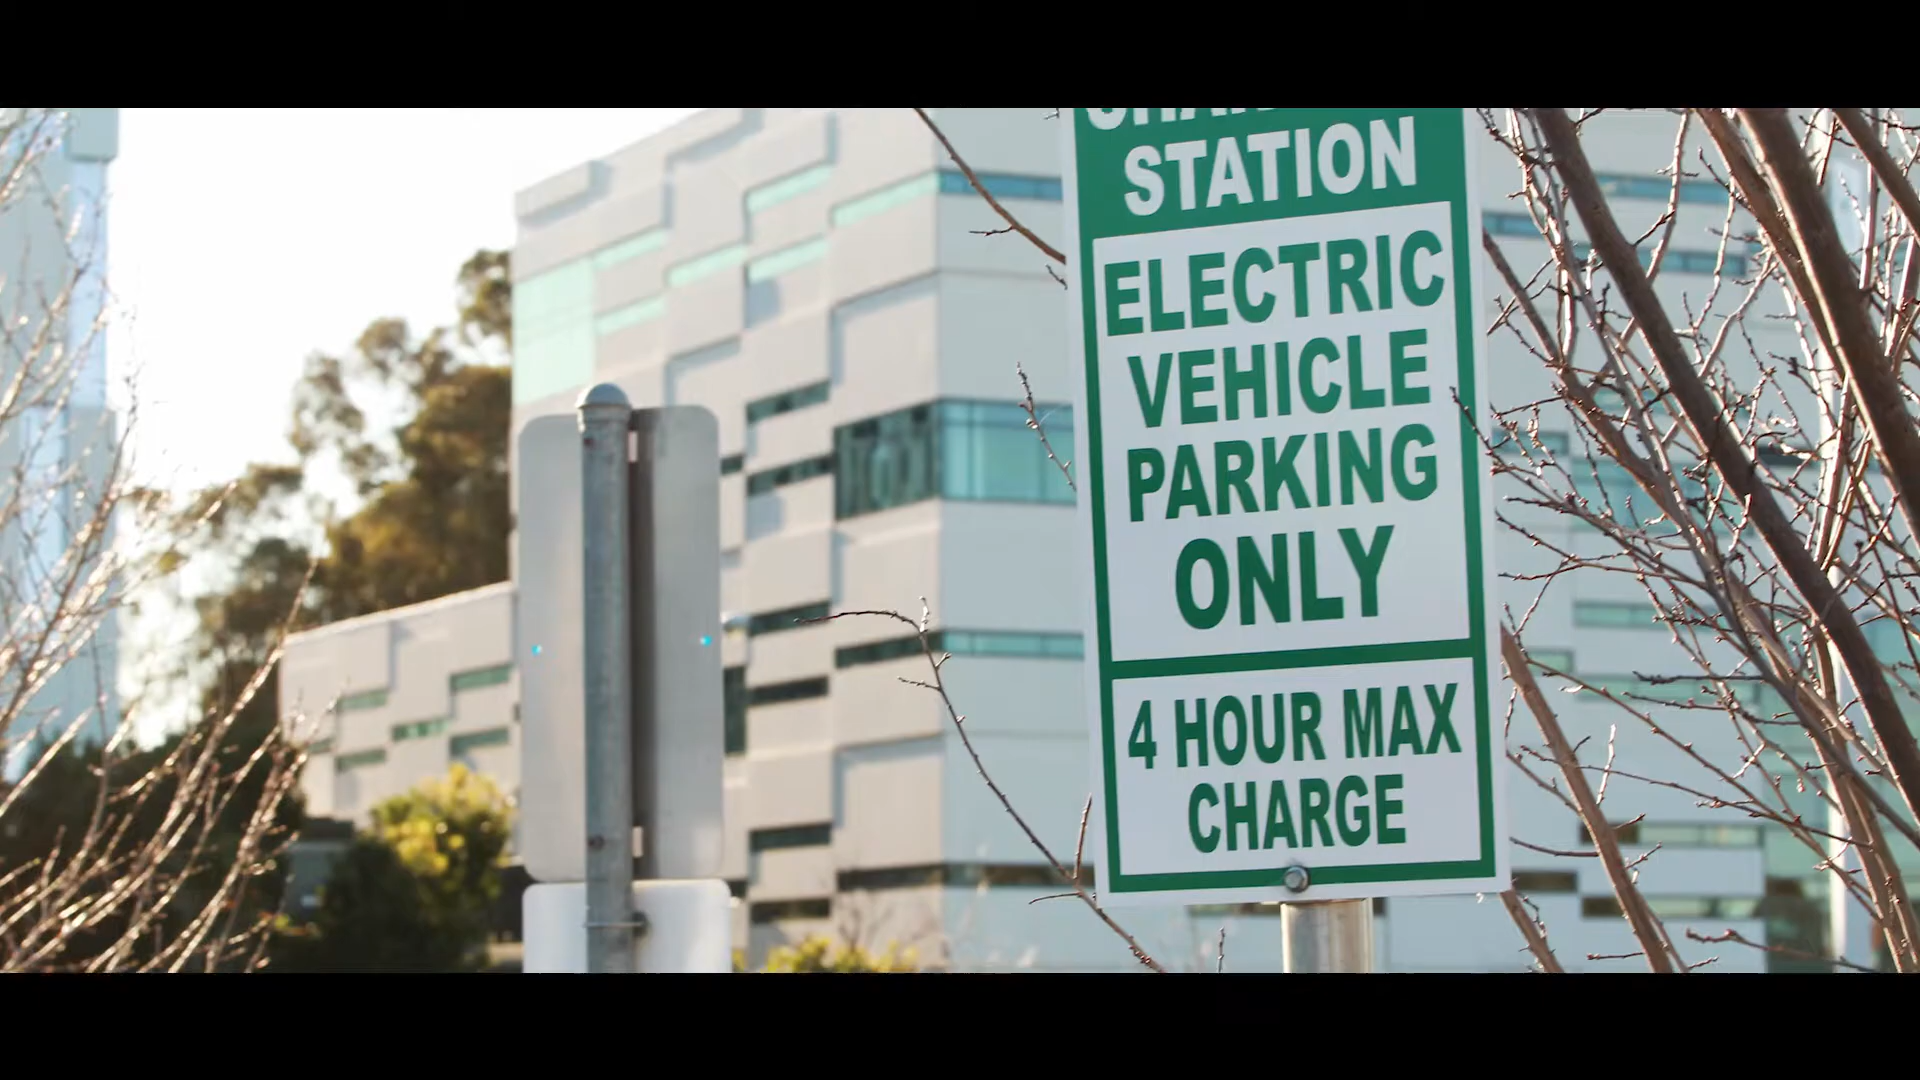 STATION
ELECTRIC
VEHICLE
PARKING
ONLY
4 HOUR MAX
CHARGE